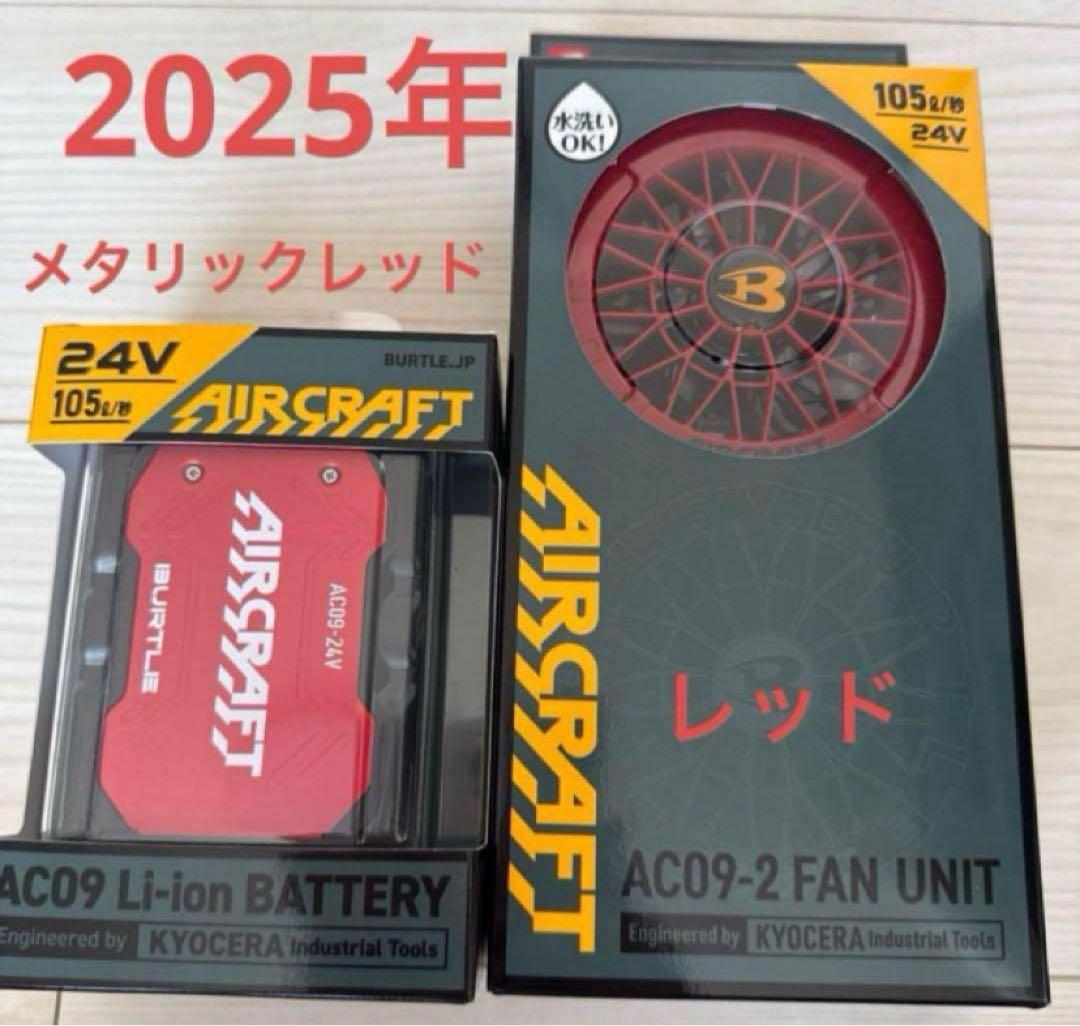 2025年
メタリックレッド
24V
105ℓ/秒
BURTLE.JP
AIRCRAFT
AIRCRAFT
AC09-24V
BURTLE
AC09 Li-ion BATTERY
Engineered by KYOCERA Industrial Tools
水洗い
OK!
105ℓ/秒
24V
B
AIRCRAFT
レッド
AC09-2 FAN UNIT
Engineered by KYOCERA Industrial Tools